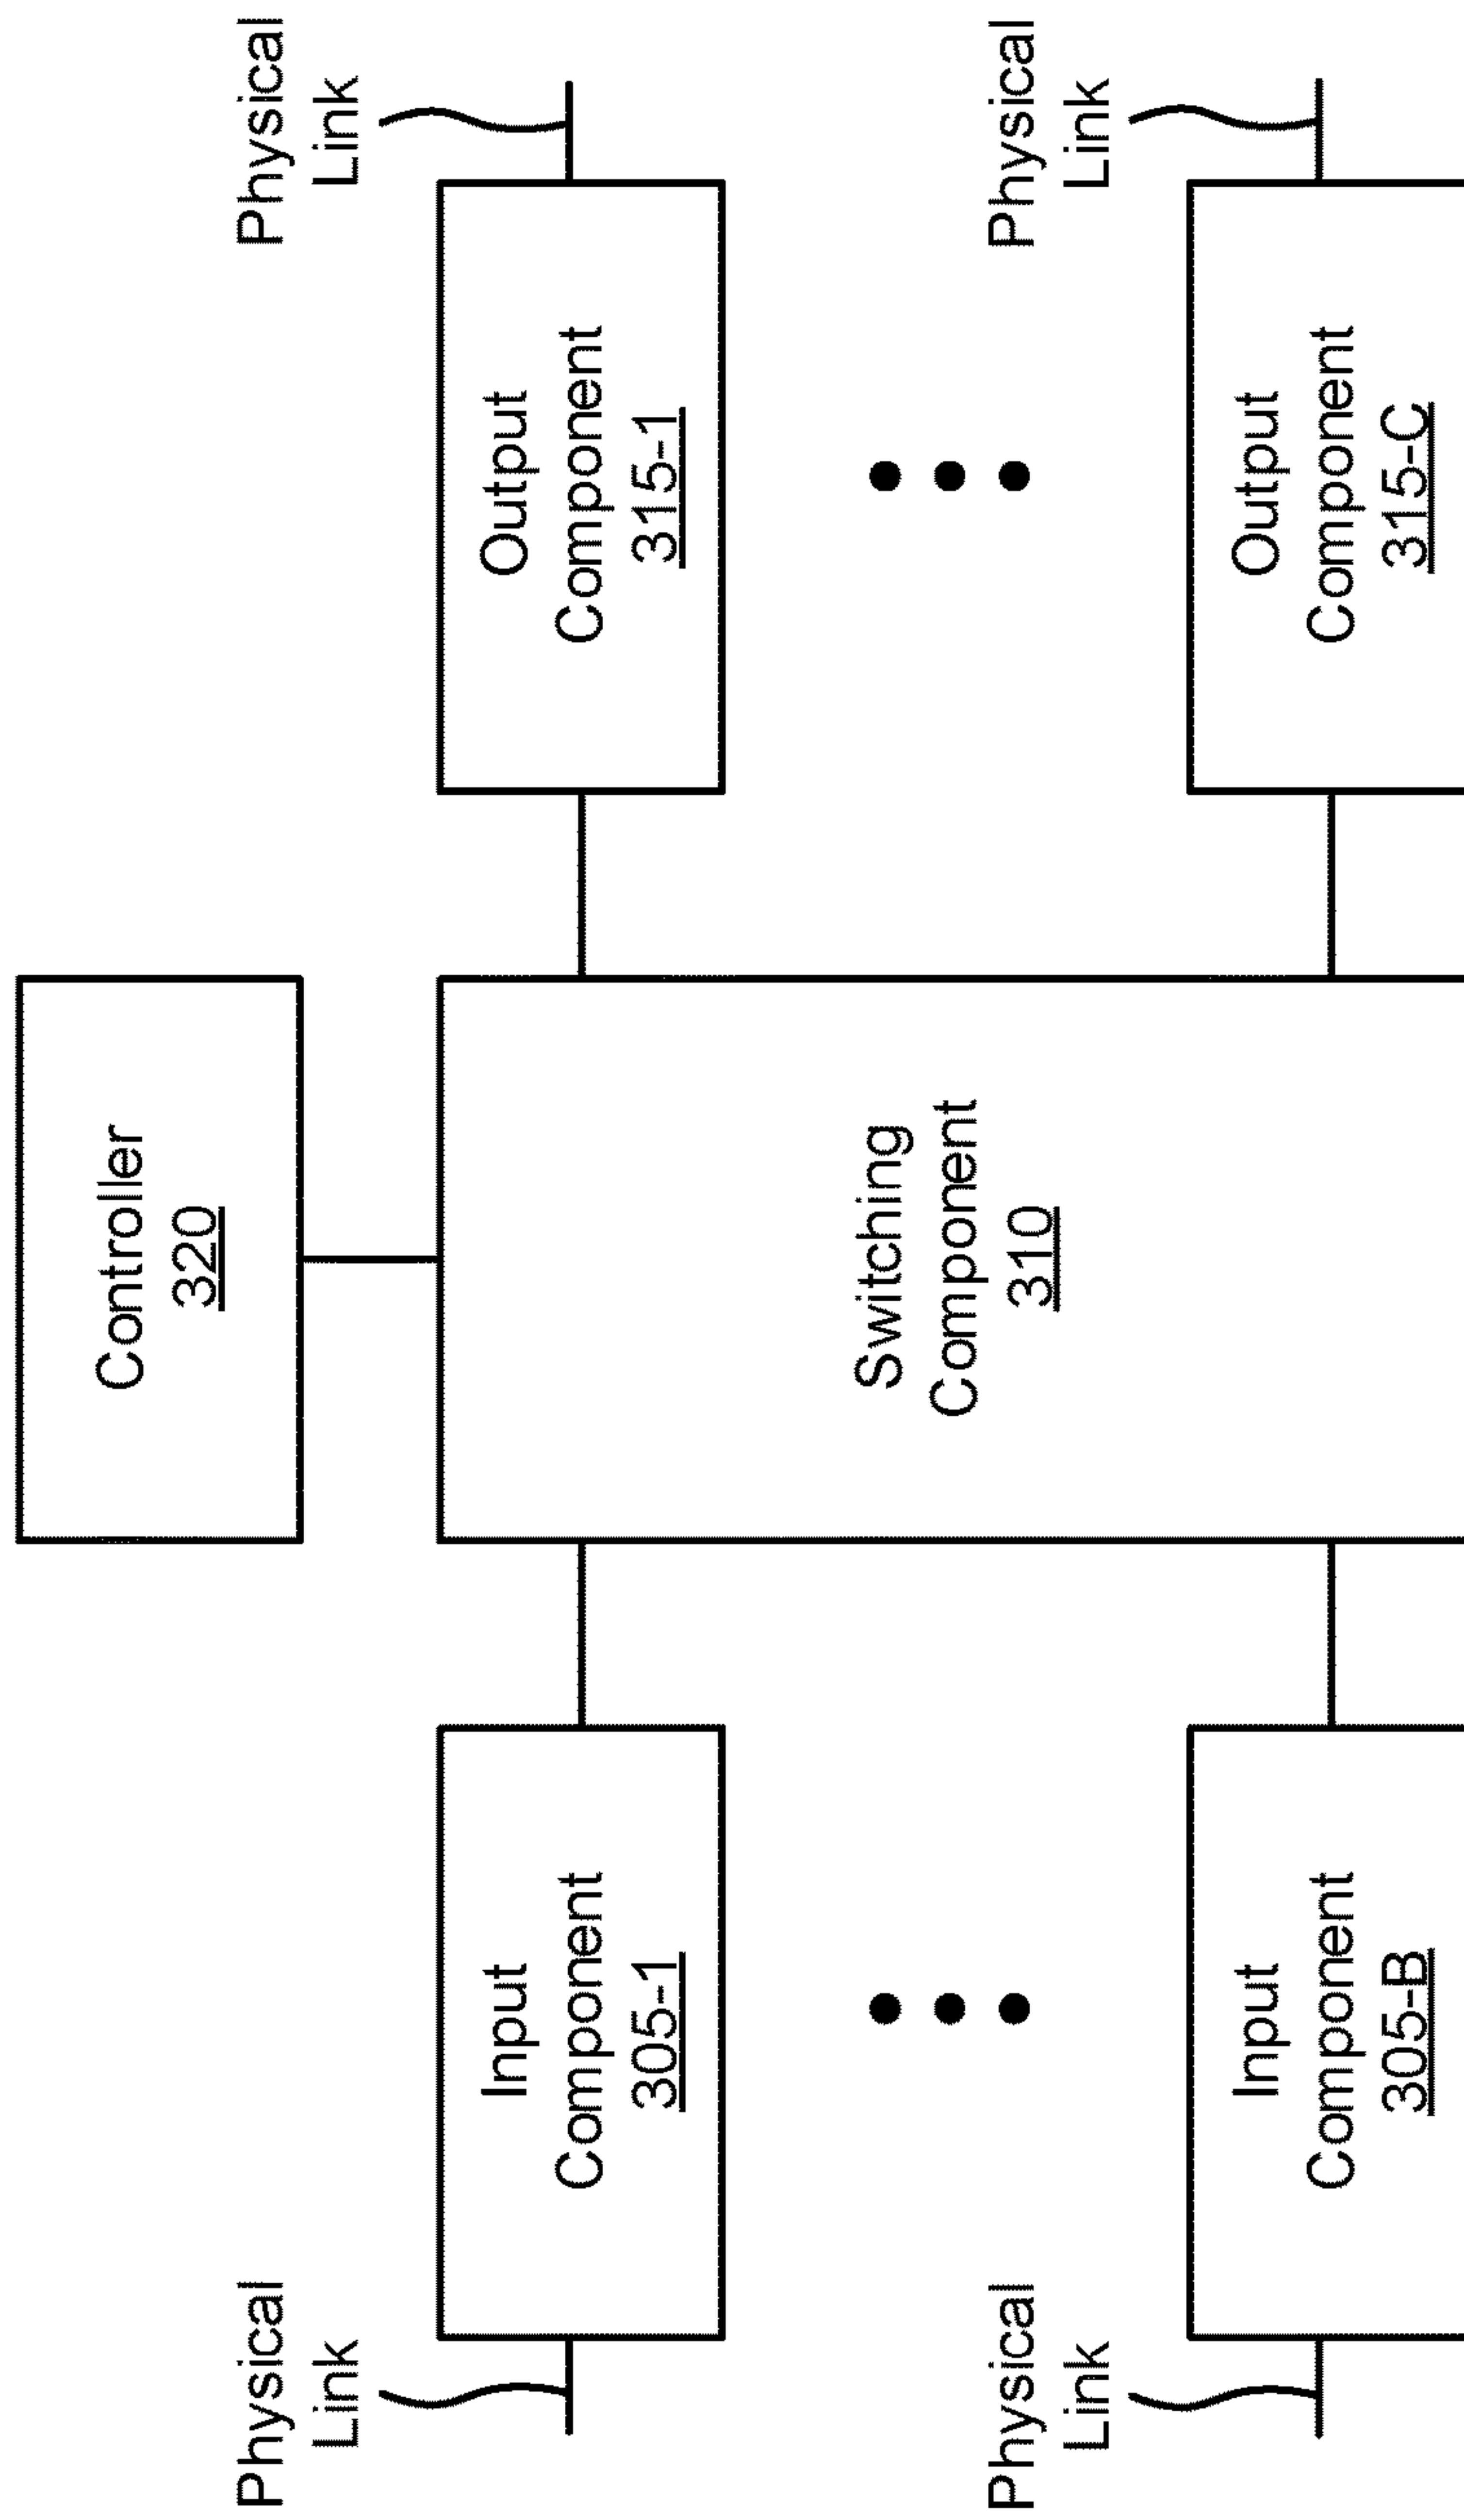 Controller
320
Physical
Link
Input
Component
305-1
Switching
Component
310
Output
Component
315-1
Physical
Link
Physical
Link
Input
Component
305-B
Output
Component
315-C
Physical
Link